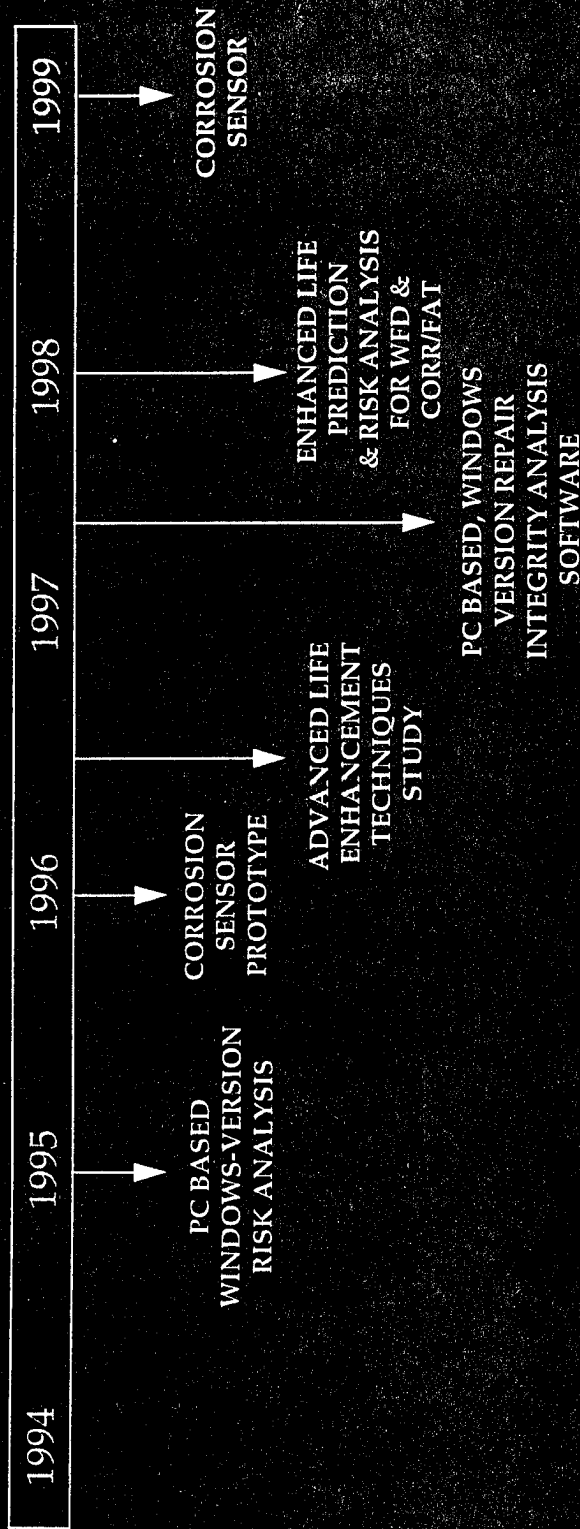 1994 1995 1996 1997 1998 1999
PC BASED
WINDOWS-VERSION
RISK ANALYSIS
CORROSION
SENSOR
PROTOTYPE
ADVANCED LIFE
ENHANCEMENT
TECHNIQUES
STUDY
PC BASED, WINDOWS
VERSION REPAIR
INTEGRITY ANALYSIS
SOFTWARE
ENHANCED LIFE
PREDICTION
& RISK ANALYSIS
FOR WFD &
CORR/FAT
CORROSION
SENSOR